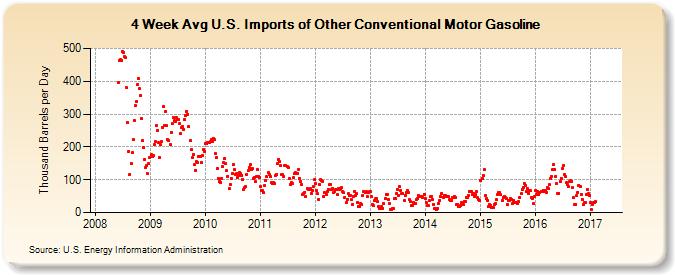 4 Week Avg U.S. Imports of Other Conventional Motor Gasoline
Thousand Barrels per Day
500
400
300
200
100
0
2008 2009 2010 2011 2012 2013 2014 2015 2016 2017
Source: U.S. Energy Information Administration